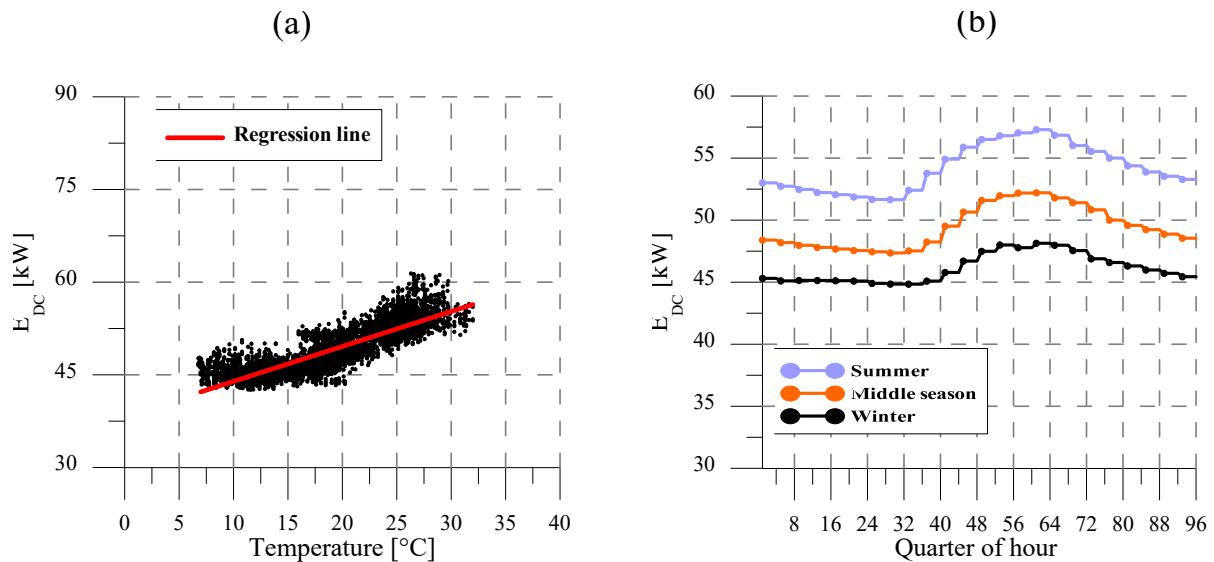 (a)
(b)
90
75
60
45
30
E DC [kW]
Regression line
0 5 10 15 20 25 30 35 40
Temperature [°C]
60
55
50
45
40
35
30
E DC [kW]
Summer
Middle season
Winter
8 16 24 32 40 48 56 64 72 80 88 96
Quarter of hour